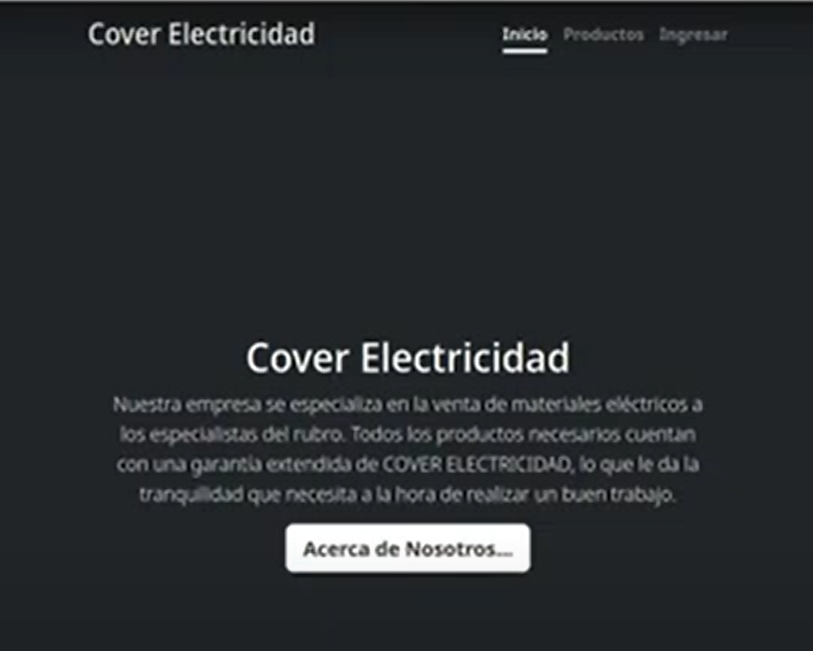 Cover Electricidad
Inicio Productos Ingresar
Cover Electricidad
Nuestra empresa se especializa en la venta de materiales eléctricos a
los especialistas del rubro. Todos los productos necesarios cuentan
con una garantía extendida de COVER ELECTRICIDAD, lo que le da la
tranquilidad que necesita a la hora de realizar un buen trabajo.
Acerca de Nosotros...